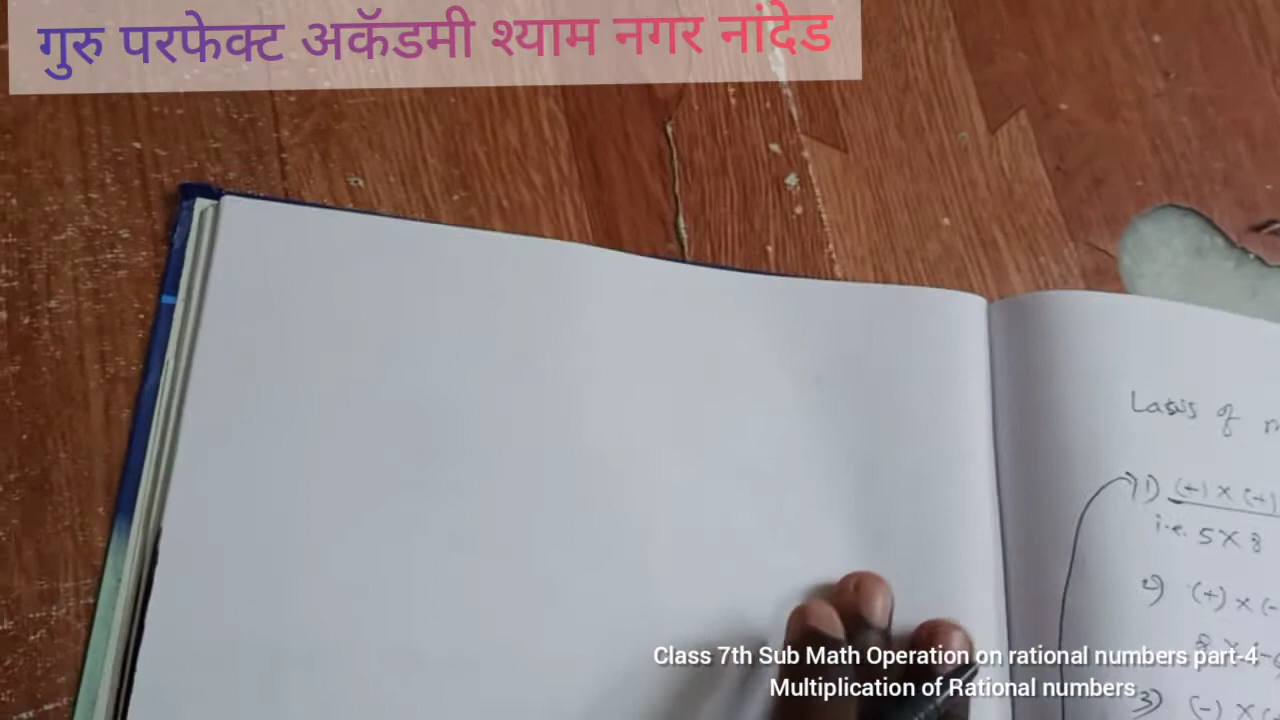 गुरु परफेक्ट अकॅडमी श्याम नगर नांदेड
Laws of
1) (+) × (+)
i.e. 5 × 8
2) (+) × (-
3) (-) × (-
Class 7th Sub Math Operation on rational numbers part-4
Multiplication of Rational numbers